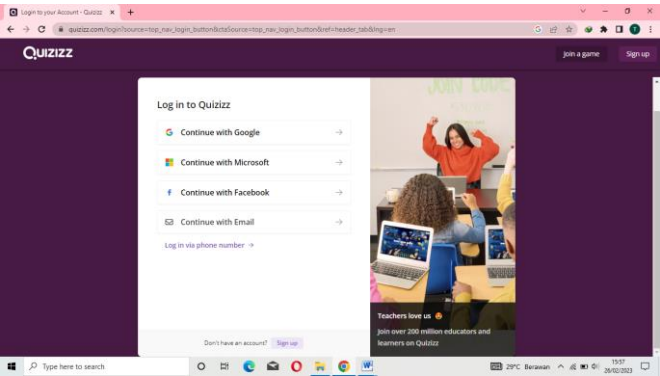 Login to your Account - Quizizz
quizizz.com/login?source=top_nav_login_button&ctaSource=top_nav_login_button&ref=header_tab&lng=en
QUIZIZZ
Join a game
Sign up
Log in to Quizizz
Continue with Google
Continue with Microsoft
Continue with Facebook
Continue with Email
Log in via phone number
Don't have an account? Sign up
JOIN CODE
Teachers love us
Join over 200 million educators and
learners on Quizizz
Type here to search
29°C Berawan
15:57
26/02/2023